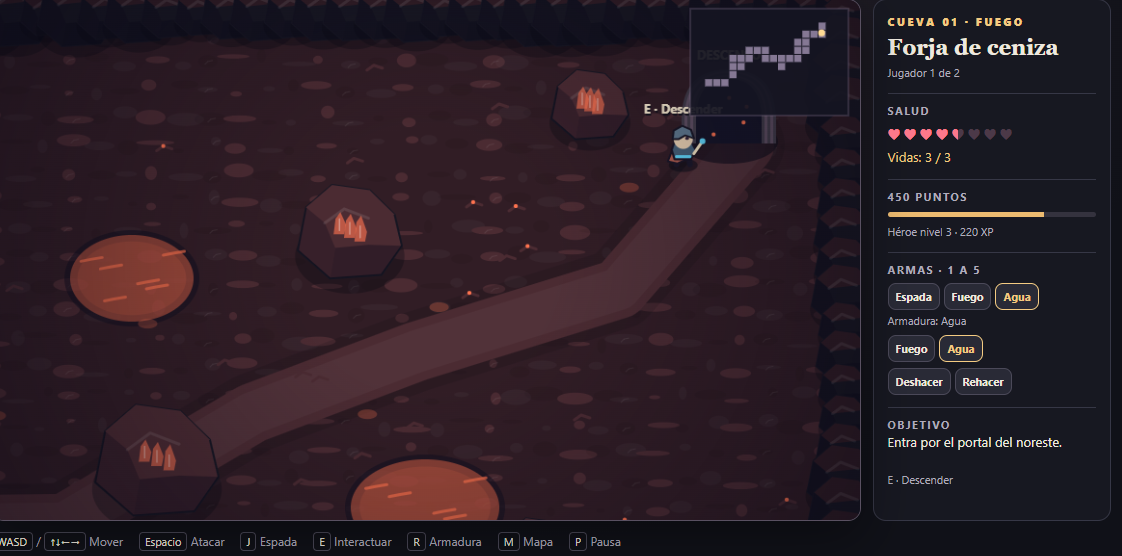 DESCENDER
E · Descender
CUEVA 01 · FUEGO
Forja de ceniza
Jugador 1 de 2
SALUD
Vidas: 3 / 3
450 PUNTOS
Héroe nivel 3 · 220 XP
ARMAS · 1 A 5
Espada Fuego Agua
Armadura: Agua
Fuego Agua
Deshacer Rehacer
OBJETIVO
Entra por el portal del noreste.
E · Descender
WASD / ↑↓←→ Mover Espacio Atacar J Espada E Interactuar R Armadura M Mapa P Pausa